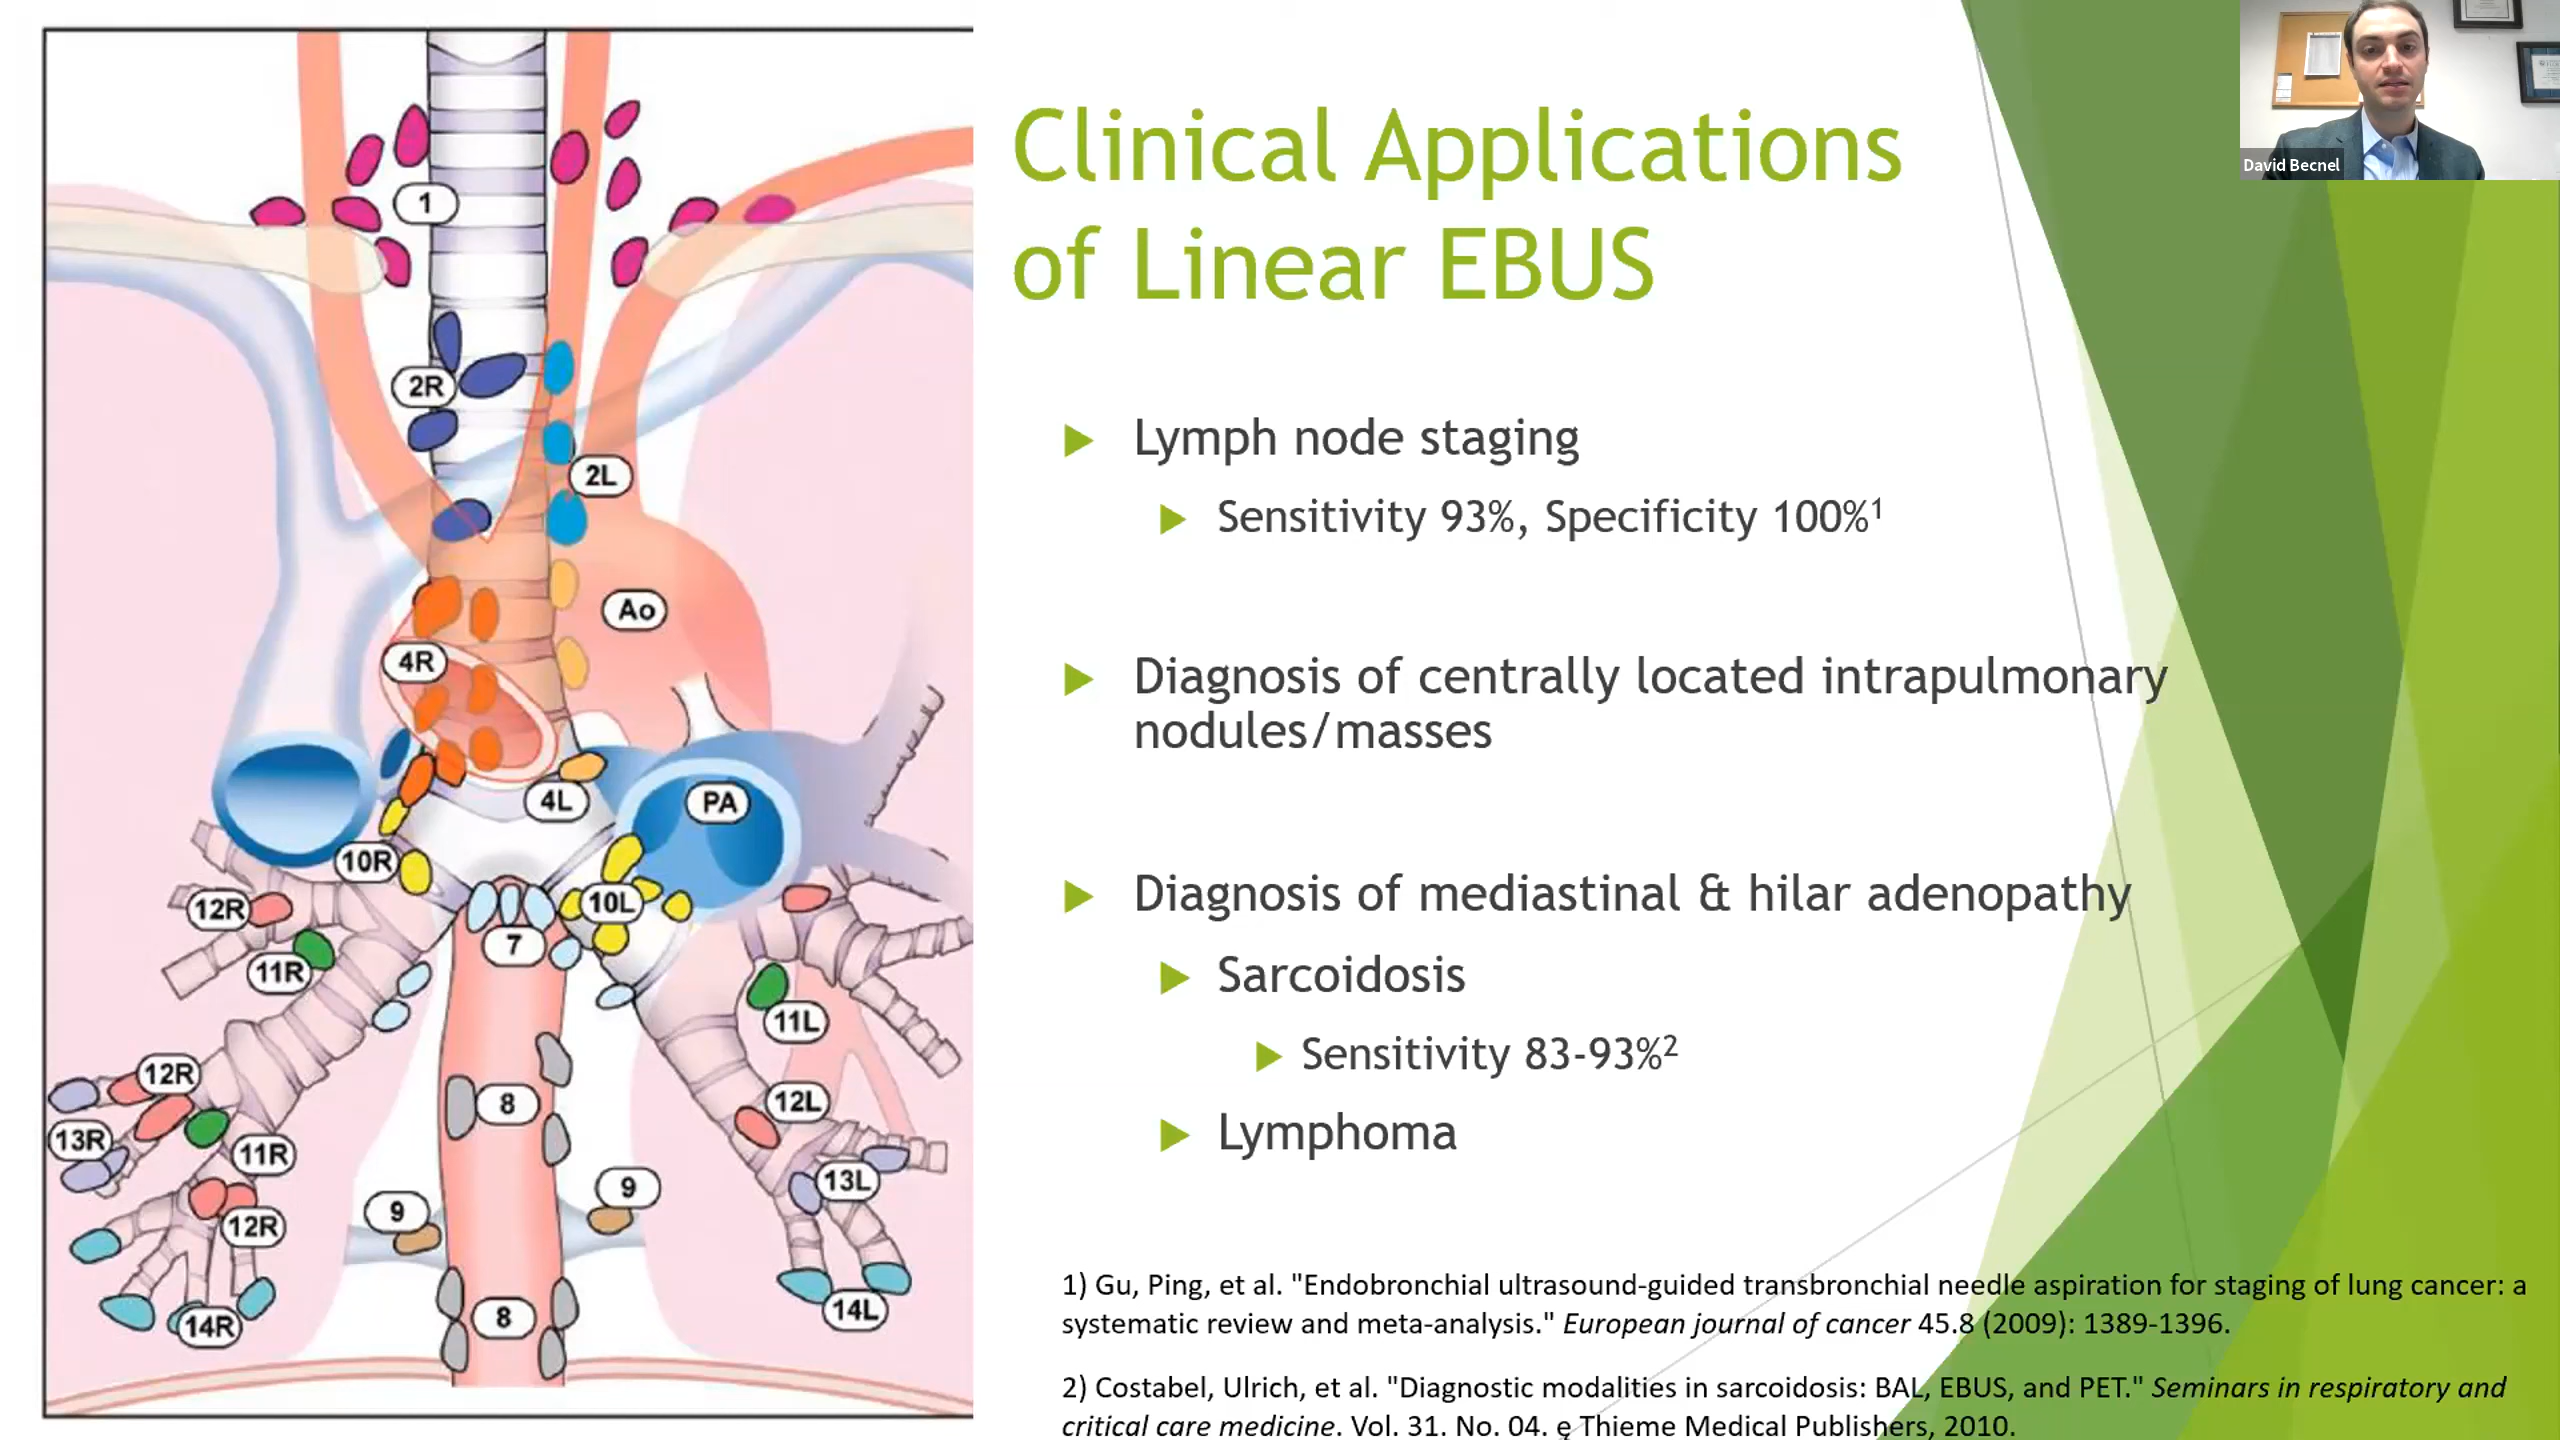 Clinical Applications
of Linear EBUS
David Becnel
Lymph node staging
Sensitivity 93%, Specificity 100%¹
Diagnosis of centrally located intrapulmonary
nodules/masses
Diagnosis of mediastinal & hilar adenopathy
Sarcoidosis
Sensitivity 83-93%²
Lymphoma
1) Gu, Ping, et al. "Endobronchial ultrasound-guided transbronchial needle aspiration for staging of lung cancer: a
systematic review and meta-analysis." European journal of cancer 45.8 (2009): 1389-1396.
2) Costabel, Ulrich, et al. "Diagnostic modalities in sarcoidosis: BAL, EBUS, and PET." Seminars in respiratory and
critical care medicine. Vol. 31. No. 04. ę Thieme Medical Publishers, 2010.
1
2R
2L
Ao
4R
4L
PA
10R
12R
10L
7
11R
11L
12R
8
12L
13R
11R
13L
9
9
12R
14R
8
14L